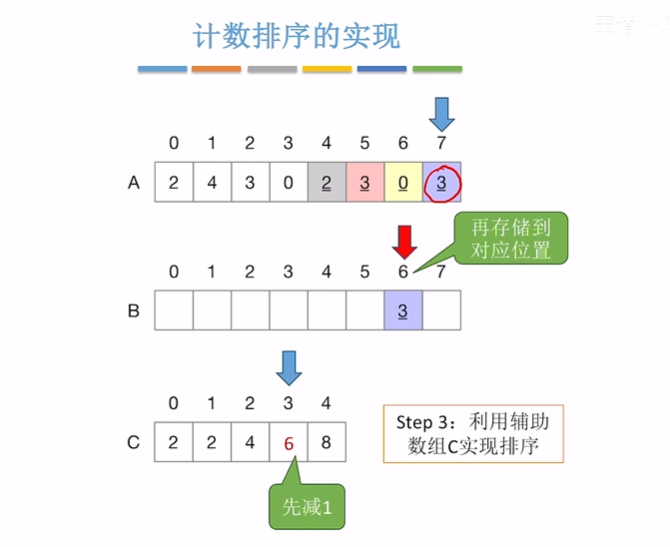 计数排序的实现
0 1 2 3 4 5 6 7
A 2 4 3 0 2 3 0 3
再存储到
对应位置
0 1 2 3 4 5 6 7
B 3
0 1 2 3 4
C 2 2 4 6 8
Step 3：利用辅助
数组C实现排序
先减1